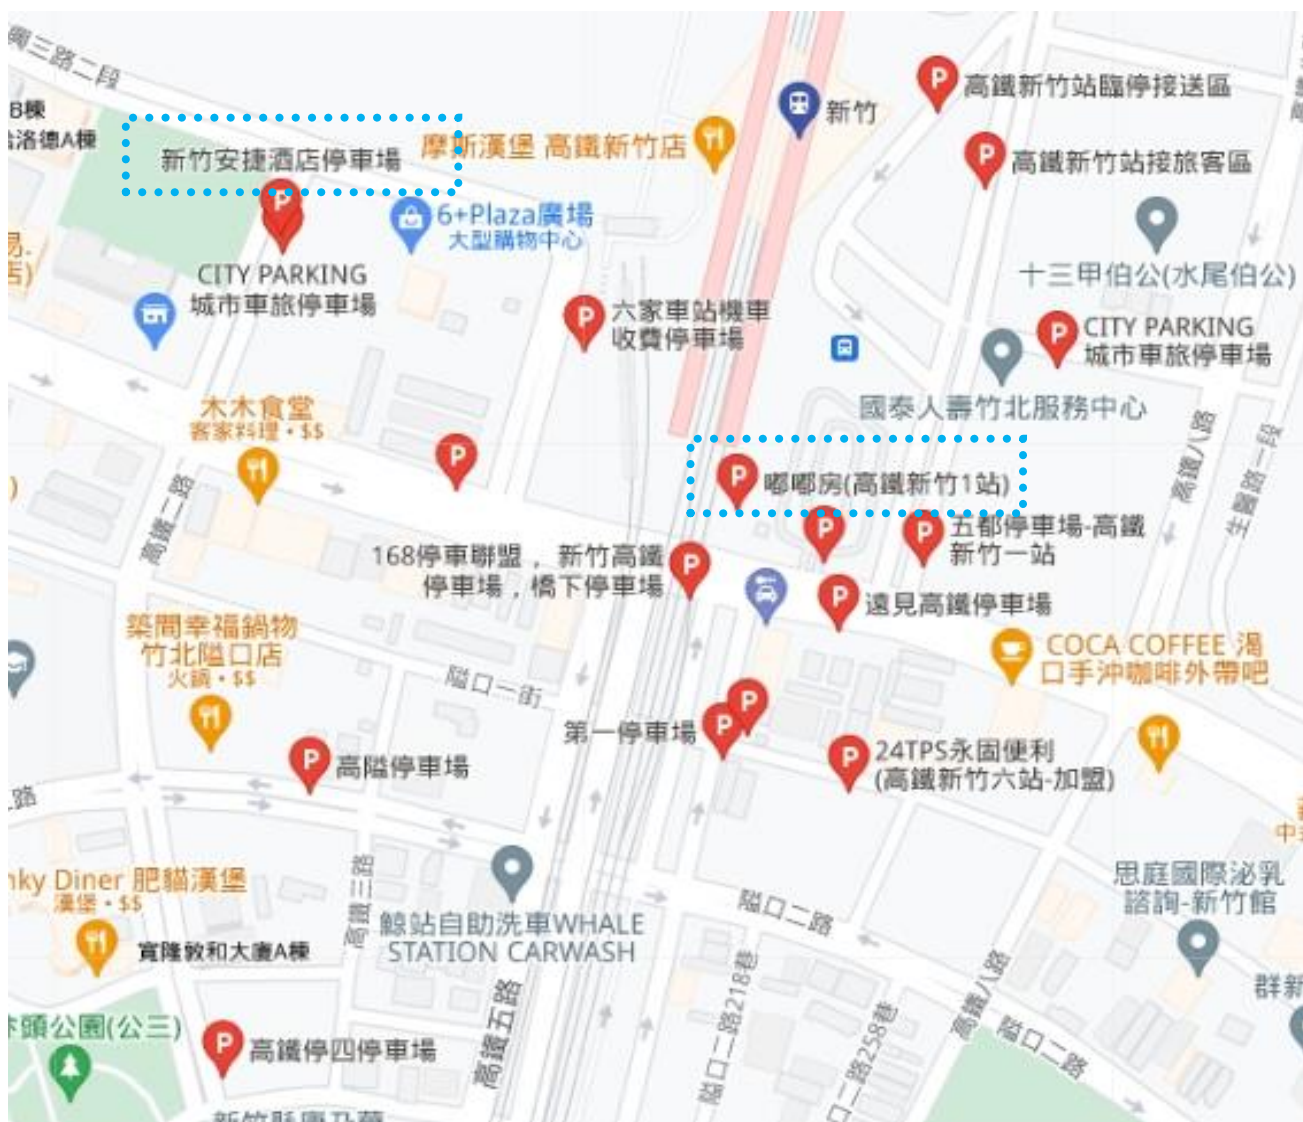 興三路二段
B棟
洛德A棟
新竹安捷酒店停車場
摩斯漢堡 高鐵新竹店
新竹
高鐵新竹站臨停接送區
高鐵新竹站接旅客區
6+Plaza廣場
大型購物中心
CITY PARKING
城市車旅停車場
六家車站機車
收費停車場
十三甲伯公(水尾伯公)
CITY PARKING
城市車旅停車場
國泰人壽竹北服務中心
木木食堂
客家料理・$$
高鐵二路
高鐵八路
生醫路一段
嘟嘟房(高鐵新竹1站)
五都停車場-高鐵
新竹一站
168停車聯盟，新竹高鐵
停車場，橋下停車場
遠見高鐵停車場
築間幸福鍋物
竹北隘口店
火鍋・$$
隘口一街
COCA COFFEE 渴
口手沖咖啡外帶吧
第一停車場
24TPS永固便利
(高鐵新竹六站-加盟)
高隘停車場
路
中
nky Diner 肥貓漢堡
漢堡・$$
高鐵三路
鯨站自助洗車WHALE
STATION CARWASH
隘口二路
思庭國際泌乳
諮詢-新竹館
寬隆敦和大廈A棟
隘口二路218巷
口二路258巷
高鐵八路
隘口二路
群新
頭公園(公三)
高鐵停四停車場
高鐵五路